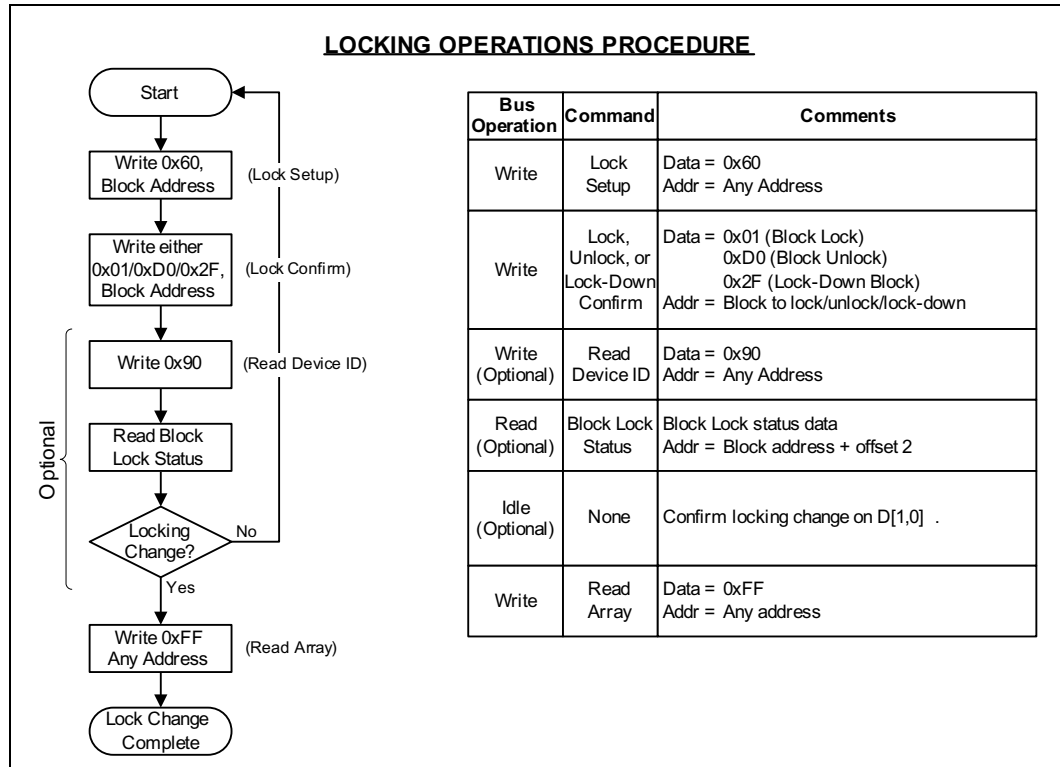 LOCKING OPERATIONS PROCEDURE
Start
Write 0x60,
Block Address
(Lock Setup)
Write either
0x01/0xD0/0x2F,
Block Address
(Lock Confirm)
Optional
Write 0x90
(Read Device ID)
Read Block
Lock Status
Locking
Change?
No
Yes
Write 0xFF
Any Address
(Read Array)
Lock Change
Complete
Bus
Operation
Command
Comments
Write
Lock
Setup
Data = 0x60
Addr = Any Address
Write
Lock,
Unlock, or
Lock-Down
Confirm
Data = 0x01 (Block Lock)
0xD0 (Block Unlock)
0x2F (Lock-Down Block)
Addr = Block to lock/unlock/lock-down
Write
(Optional)
Read
Device ID
Data = 0x90
Addr = Any Address
Read
(Optional)
Block Lock
Status
Block Lock status data
Addr = Block address + offset 2
Idle
(Optional)
None
Confirm locking change on D[1,0] .
Write
Read
Array
Data = 0xFF
Addr = Any address